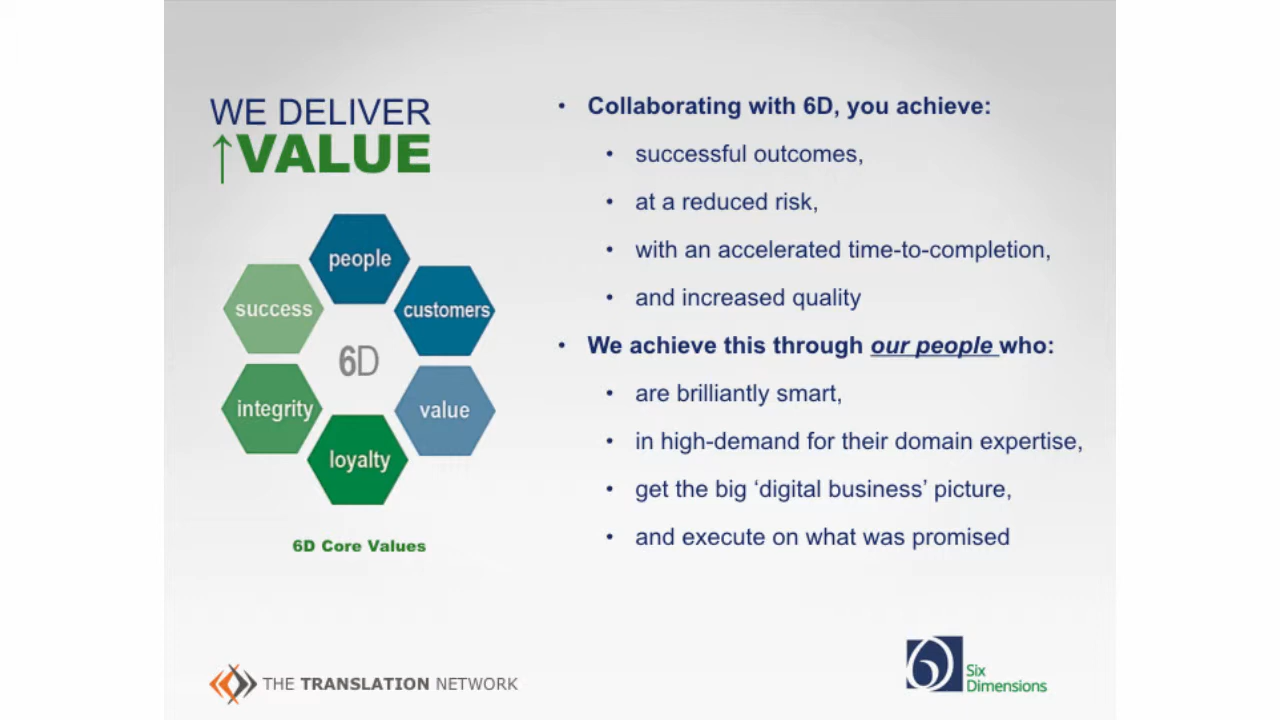 WE DELIVER
↑VALUE
people
success
customers
6D
integrity
value
loyalty
6D Core Values
• Collaborating with 6D, you achieve:
• successful outcomes,
• at a reduced risk,
• with an accelerated time-to-completion,
• and increased quality
• We achieve this through our people who:
• are brilliantly smart,
• in high-demand for their domain expertise,
• get the big ‘digital business’ picture,
• and execute on what was promised
THE TRANSLATION NETWORK
Six
Dimensions